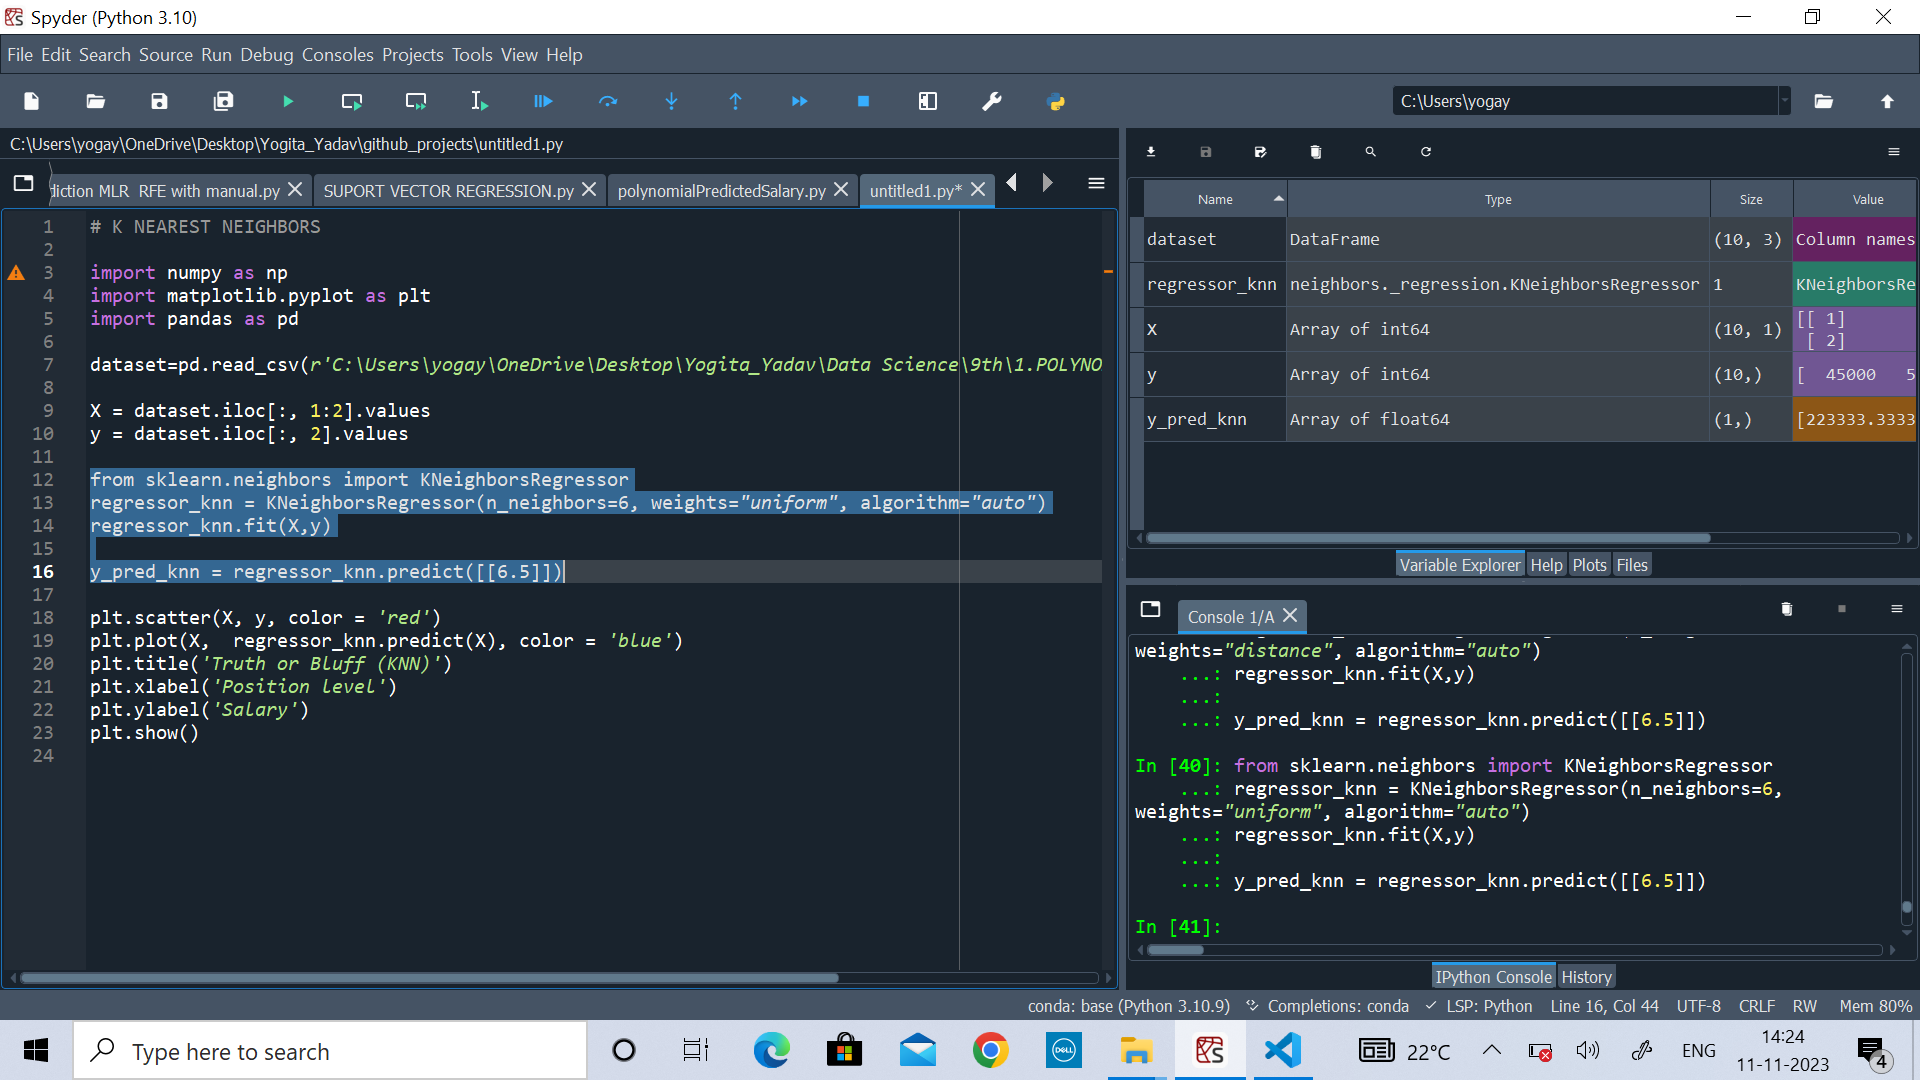 Spyder (Python 3.10)
File Edit Search Source Run Debug Consoles Projects Tools View Help
C:\Users\yogay
C:\Users\yogay\OneDrive\Desktop\Yogita_Yadav\github_projects\untitled1.py
diction MLR  RFE with manual.py
SUPORT VECTOR REGRESSION.py
polynomialPredictedSalary.py
untitled1.py*
1 # K NEAREST NEIGHBORS
2
3 import numpy as np
4 import matplotlib.pyplot as plt
5 import pandas as pd
6
7 dataset=pd.read_csv(r'C:\Users\yogay\OneDrive\Desktop\Yogita_Yadav\Data Science\9th\1.POLYNO
8
9 X = dataset.iloc[:, 1:2].values
10 y = dataset.iloc[:, 2].values
11
12 from sklearn.neighbors import KNeighborsRegressor
13 regressor_knn = KNeighborsRegressor(n_neighbors=6, weights="uniform", algorithm="auto")
14 regressor_knn.fit(X,y)
15
16 y_pred_knn = regressor_knn.predict([[6.5]])
17
18 plt.scatter(X, y, color = 'red')
19 plt.plot(X,  regressor_knn.predict(X), color = 'blue')
20 plt.title('Truth or Bluff (KNN)')
21 plt.xlabel('Position level')
22 plt.ylabel('Salary')
23 plt.show()
24
Name Type Size Value
dataset DataFrame (10, 3) Column names
regressor_knn neighbors._regression.KNeighborsRegressor 1 KNeighborsRe
X Array of int64 (10, 1) [[ 1]
[ 2]
y Array of int64 (10,) [  45000   5
y_pred_knn Array of float64 (1,) [223333.3333
Variable Explorer Help Plots Files
Console 1/A
weights="distance", algorithm="auto")
...: regressor_knn.fit(X,y)
...:
...: y_pred_knn = regressor_knn.predict([[6.5]])
In [40]: from sklearn.neighbors import KNeighborsRegressor
...: regressor_knn = KNeighborsRegressor(n_neighbors=6,
weights="uniform", algorithm="auto")
...: regressor_knn.fit(X,y)
...:
...: y_pred_knn = regressor_knn.predict([[6.5]])
In [41]:
IPython Console History
conda: base (Python 3.10.9) Completions: conda LSP: Python Line 16, Col 44 UTF-8 CRLF RW Mem 80%
Type here to search
DELL
22°C
ENG
14:24
11-11-2023
4